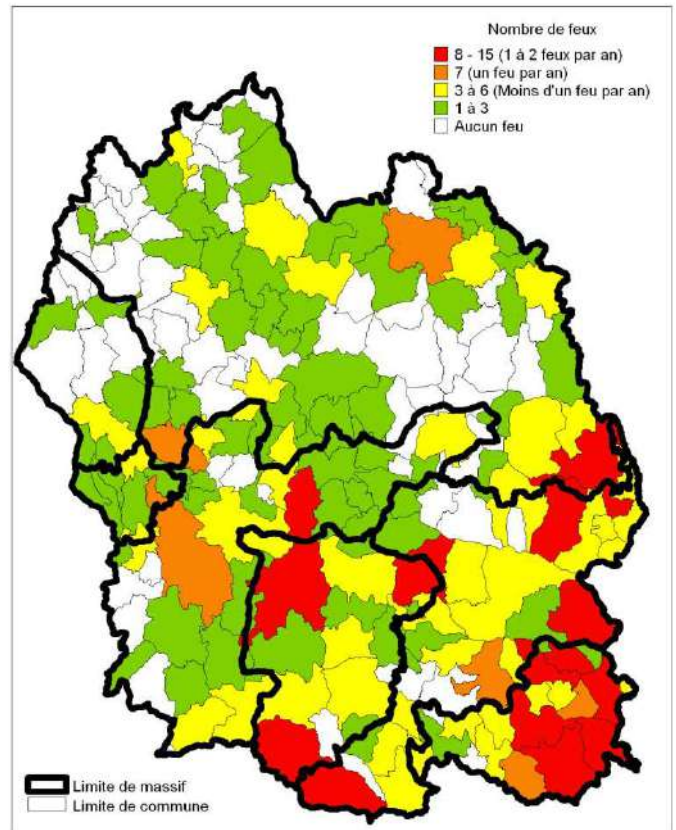 Nombre de feux
8 - 15 (1 à 2 feux par an)
7 (un feu par an)
3 à 6 (Moins d'un feu par an)
1 à 3
Aucun feu
Limite de massif
Limite de commune